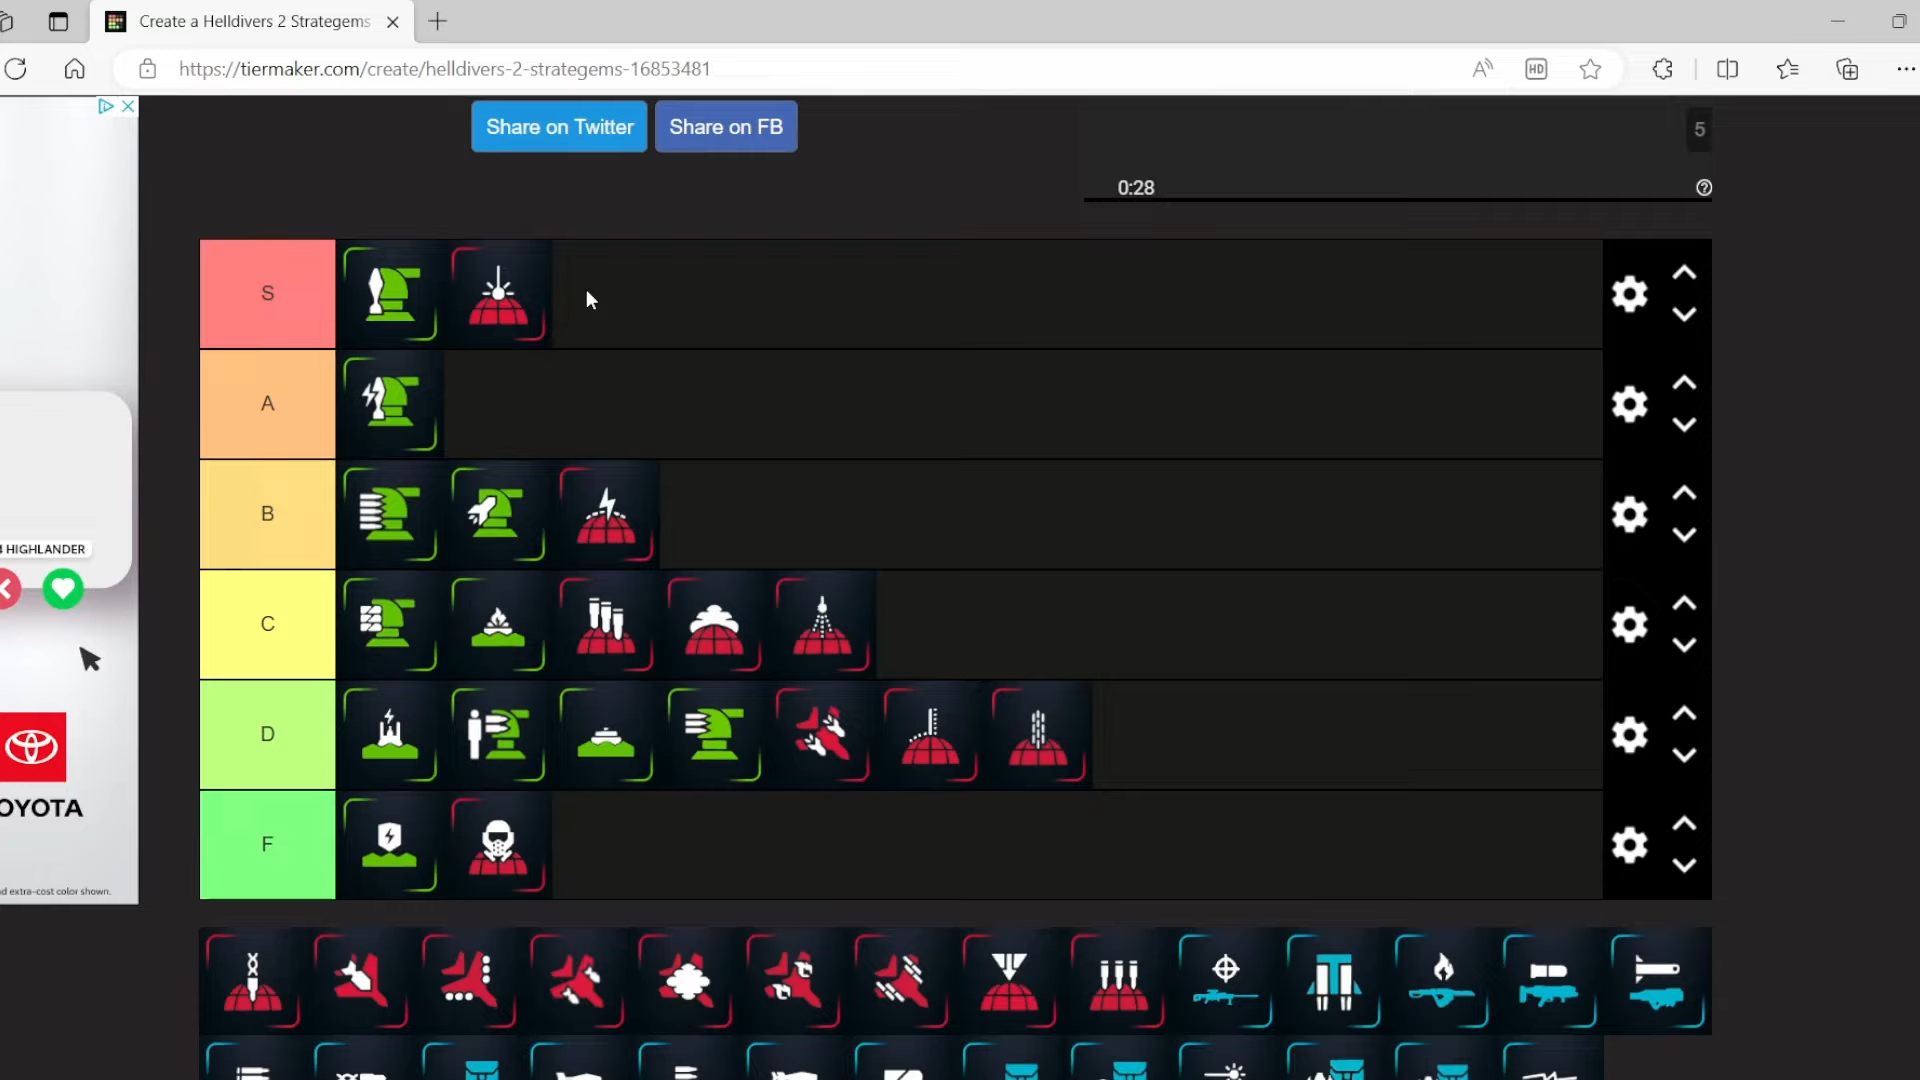 Create a Helldivers 2 Strategems
https://tiermaker.com/create/helldivers-2-strategems-16853481
HD
Share on Twitter
Share on FB
5
0:28
S
A
B
C
D
F
HIGHLANDER
OYOTA
d extra-cost color shown.